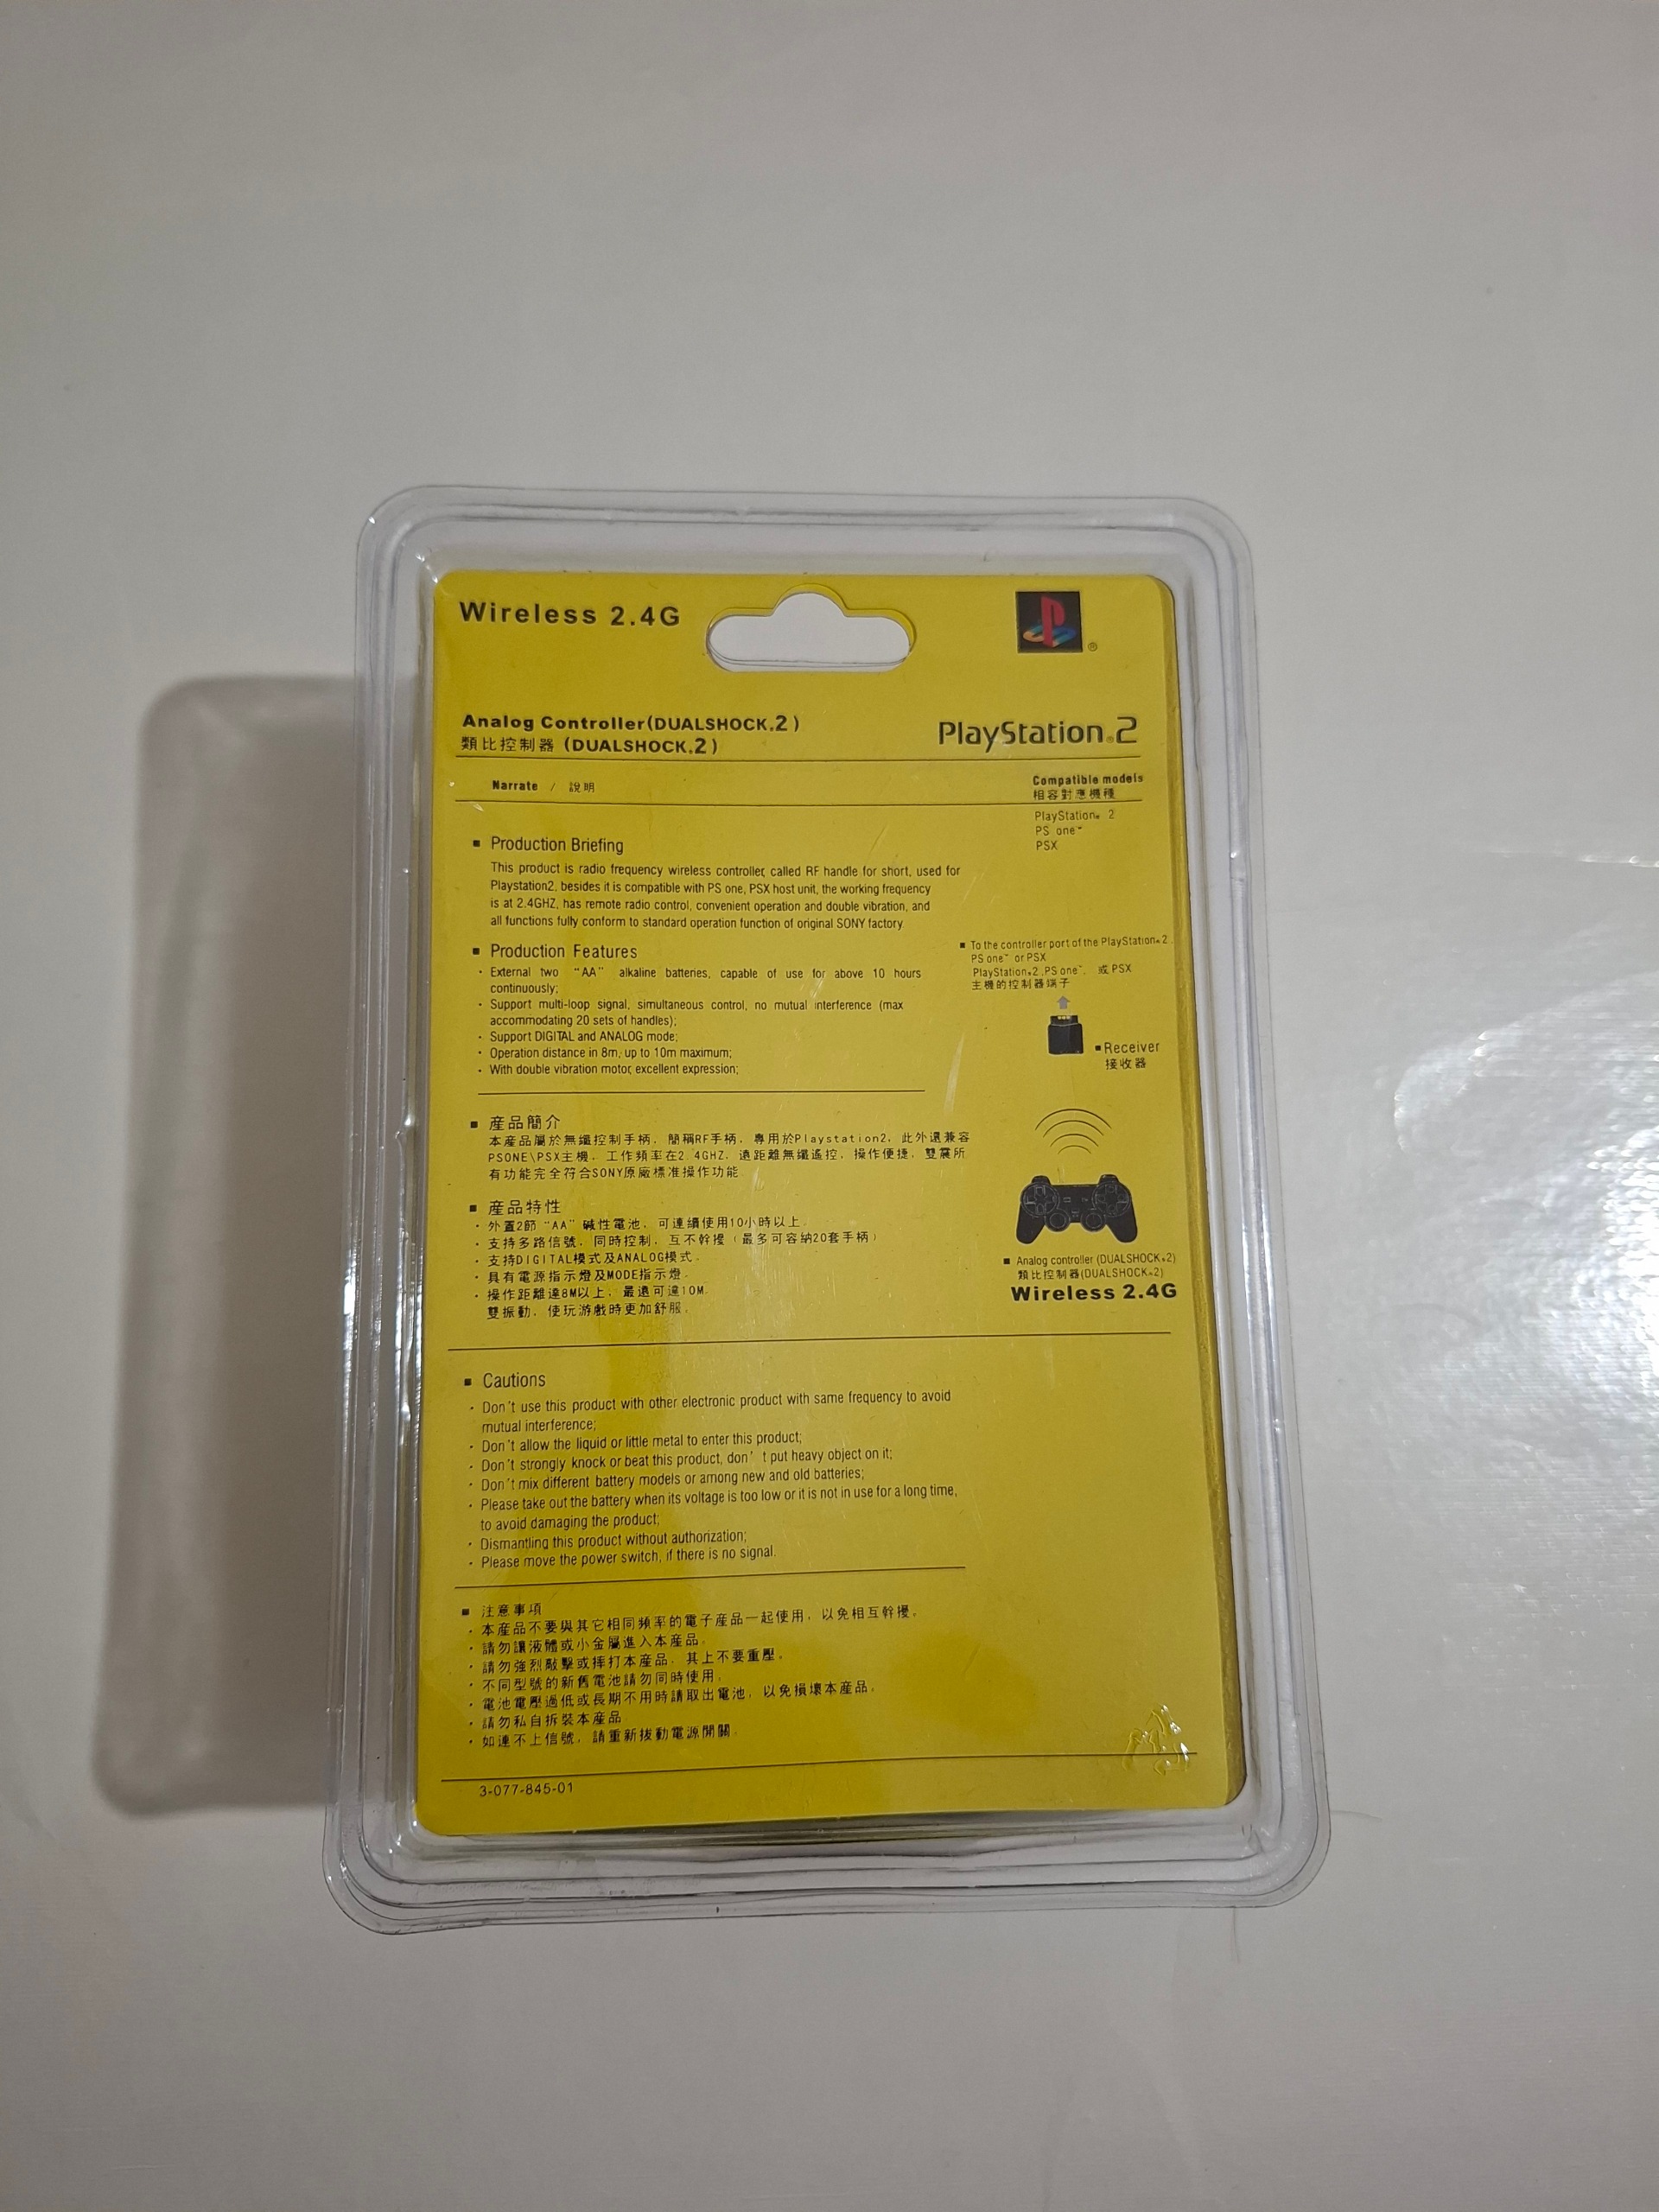 Wireless 2.4G
®
Analog Controller(DUALSHOCK®2)
類比控制器 (DUALSHOCK®2)
PlayStation®2
Narrate / 說明
Compatible models
相容對應機種
PlayStation® 2
PS one™
PSX
■ Production Briefing
This product is radio frequency wireless controller, called RF handle for short, used for
Playstation2, besides it is compatible with PS one, PSX host unit, the working frequency
is at 2.4GHZ, has remote radio control, convenient operation and double vibration, and
all functions fully conform to standard operation function of original SONY factory.
■ Production Features
· External two “AA” alkaline batteries, capable of use for above 10 hours
continuously;
· Support multi-loop signal, simultaneous control, no mutual interference (max
accommodating 20 sets of handles);
· Support DIGITAL and ANALOG mode;
· Operation distance in 8m, up to 10m maximum;
· With double vibration motor, excellent expression;
■ To the controller port of the PlayStation®2,
PS one™ or PSX
PlayStation®2,PS one™, 或 PSX
主機的控制器端子
■Receiver
接收器
■ 産品簡介
本産品屬於無纖控制手柄，簡稱RF手柄，專用於Playstation2，此外還兼容
PSONE\PSX主機，工作頻率在2.4GHZ，遠距離無纖遙控，操作便捷，雙震所
有功能完全符合SONY原廠標准操作功能
■ 産品特性
· 外置2節 “AA” 碱性電池，可連續使用10小時以上．
· 支持多路信號，同時控制，互不幹擾（最多可容納20套手柄）
· 支持DIGITAL模式及ANALOG模式．
· 具有電源指示燈及MODE指示燈．
· 操作距離達8M以上，最遠可達10M．
雙振動，使玩游戲時更加舒服。
■ Analog controller (DUALSHOCK®2)
類比控制器(DUALSHOCK®2)
Wireless 2.4G
■ Cautions
· Don't use this product with other electronic product with same frequency to avoid
mutual interference;
· Don't allow the liquid or little metal to enter this product;
· Don't strongly knock or beat this product, don't put heavy object on it;
· Don't mix different battery models or among new and old batteries;
· Please take out the battery when its voltage is too low or it is not in use for a long time,
to avoid damaging the product;
· Dismantling this product without authorization;
· Please move the power switch, if there is no signal.
■ 注意事項
· 本産品不要與其它相同頻率的電子産品一起使用，以免相互幹擾。
· 請勿讓液體或小金屬進入本産品。
· 請勿強烈敲擊或摔打本産品，其上不要重壓。
· 不同型號的新舊電池請勿同時使用．
· 電池電壓過低或長期不用時請取出電池，以免損壞本産品。
· 請勿私自拆裝本産品
· 如連不上信號，請重新拔動電源開關．
3-077-845-01